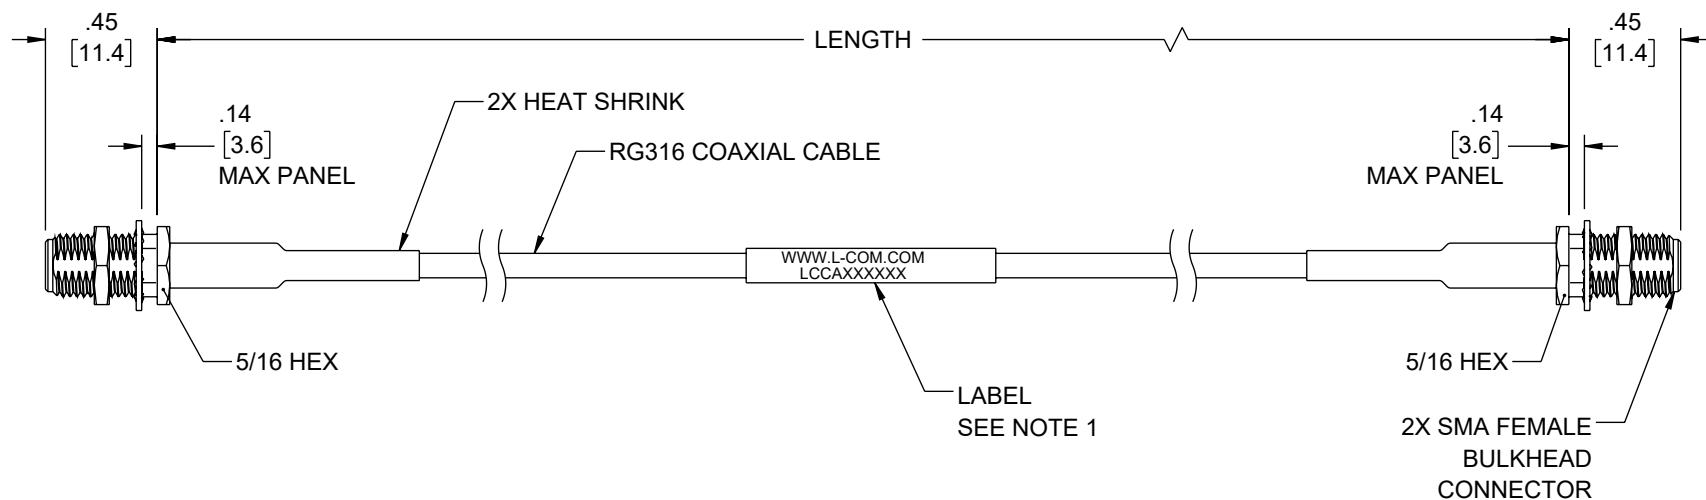 .45
[11.4]
LENGTH
.45
[11.4]
2X HEAT SHRINK
.14
[3.6]
MAX PANEL
RG316 COAXIAL CABLE
.14
[3.6]
MAX PANEL
WWW.L-COM.COM
LCCAXXXXXX
5/16 HEX
5/16 HEX
LABEL
SEE NOTE 1
2X SMA FEMALE
BULKHEAD
CONNECTOR